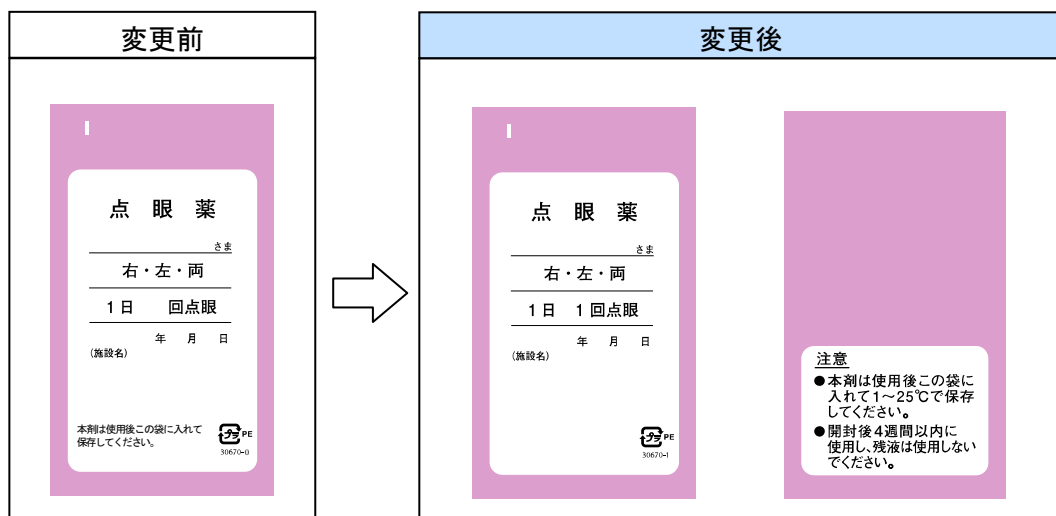 変更前
点 眼 薬
さま
右・左・両
1日 回点眼
年 月 日
(施設名)
本剤は使用後この袋に入れて
保存してください。
プラ PE
30670-0
変更後
点 眼 薬
さま
右・左・両
1日 1回点眼
年 月 日
(施設名)
プラ PE
30670-1
注意
●本剤は使用後この袋に
入れて1~25℃で保存
してください。
●開封後4週間以内に
使用し、残液は使用しない
でください。